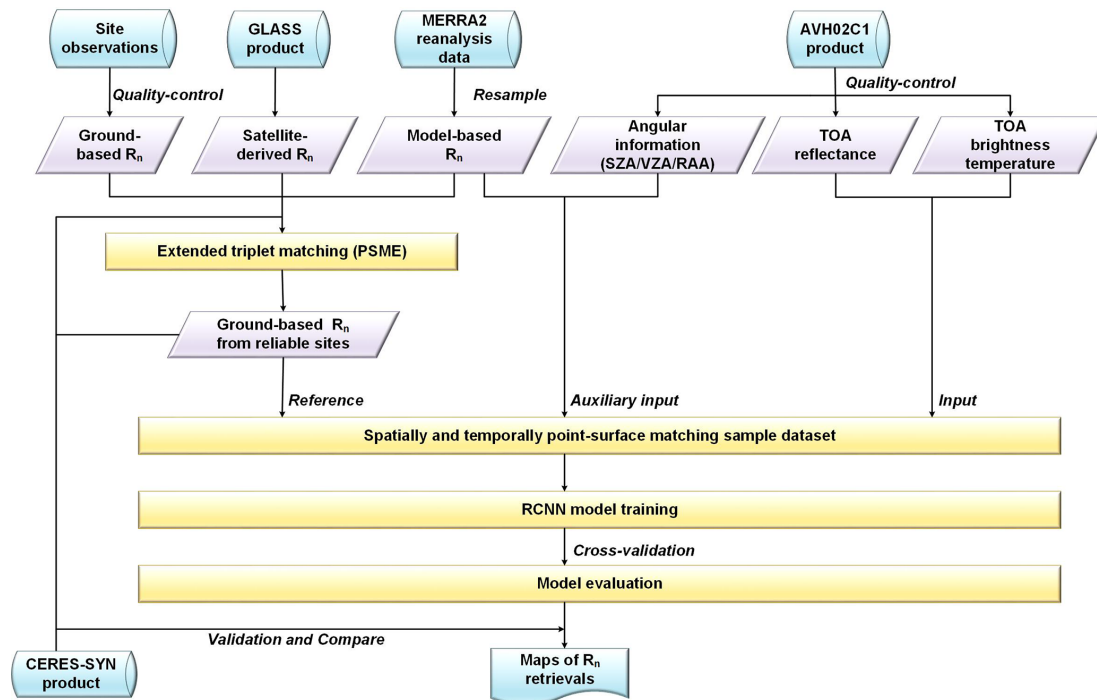 Site
observations
GLASS
product
MERRA2
reanalysis
data
AVH02C1
product
Quality-control
Resample
Quality-control
Ground-
based Rn
Satellite-
derived Rn
Model-based
Rn
Angular
information
(SZA/VZA/RAA)
TOA
reflectance
TOA
brightness
temperature
Extended triplet matching (PSME)
Ground-based Rn
from reliable sites
Reference
Auxiliary input
Input
Spatially and temporally point-surface matching sample dataset
RCNN model training
Cross-validation
Model evaluation
Validation and Compare
CERES-SYN
product
Maps of Rn
retrievals